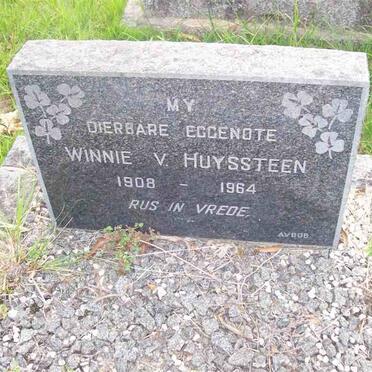 MY
DIERBARE EGGENOTE
WINNIE V. HUYSSTEEN
1908 - 1964
RUS IN VREDE
AVBOB